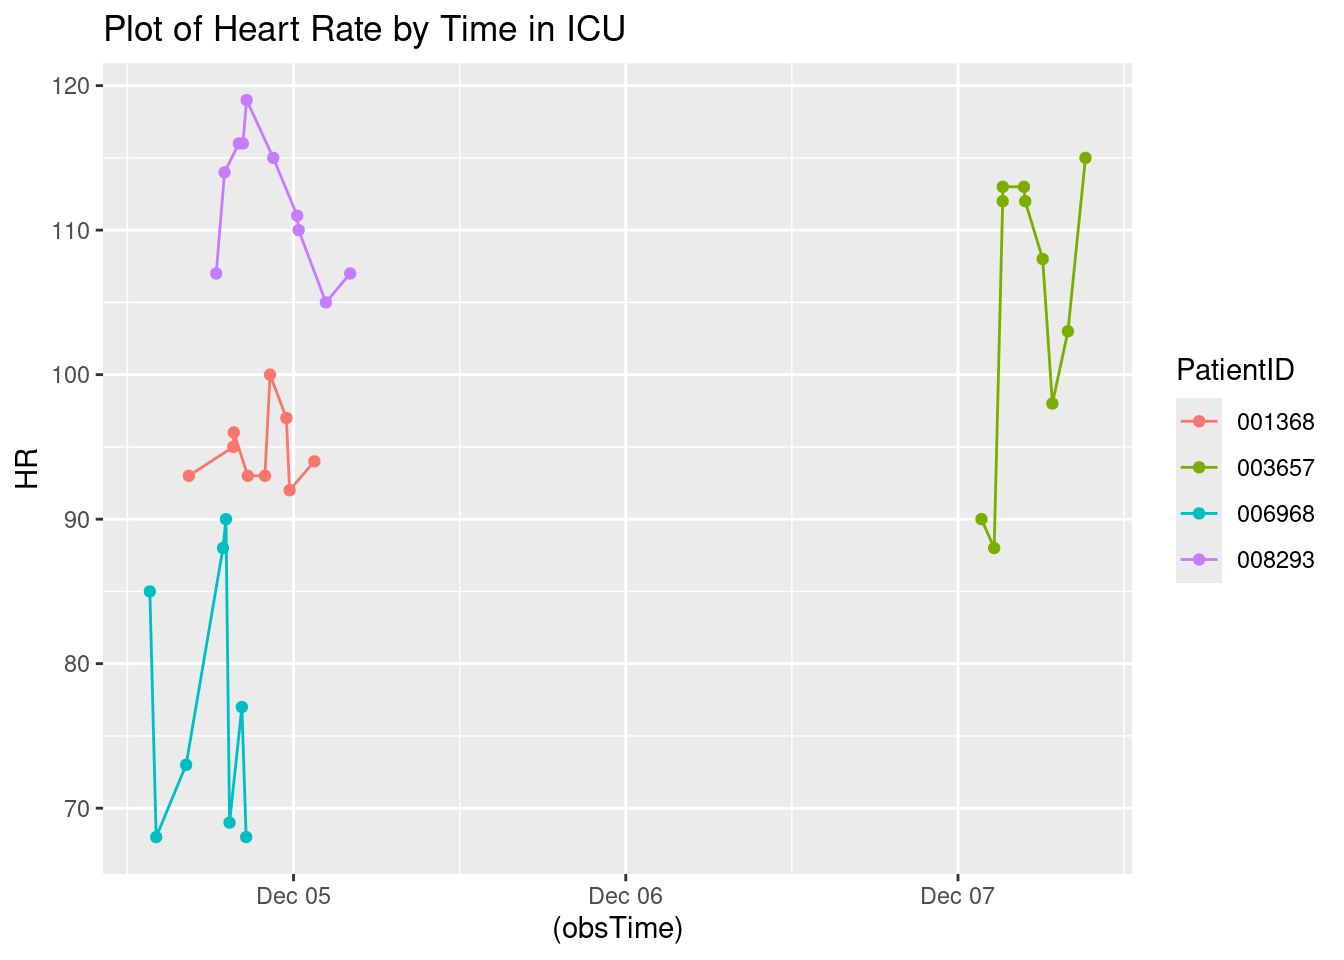 Plot of Heart Rate by Time in ICU
120
110
100
90
80
70
HR
Dec 05
Dec 06
Dec 07
(obsTime)
PatientID
001368
003657
006968
008293